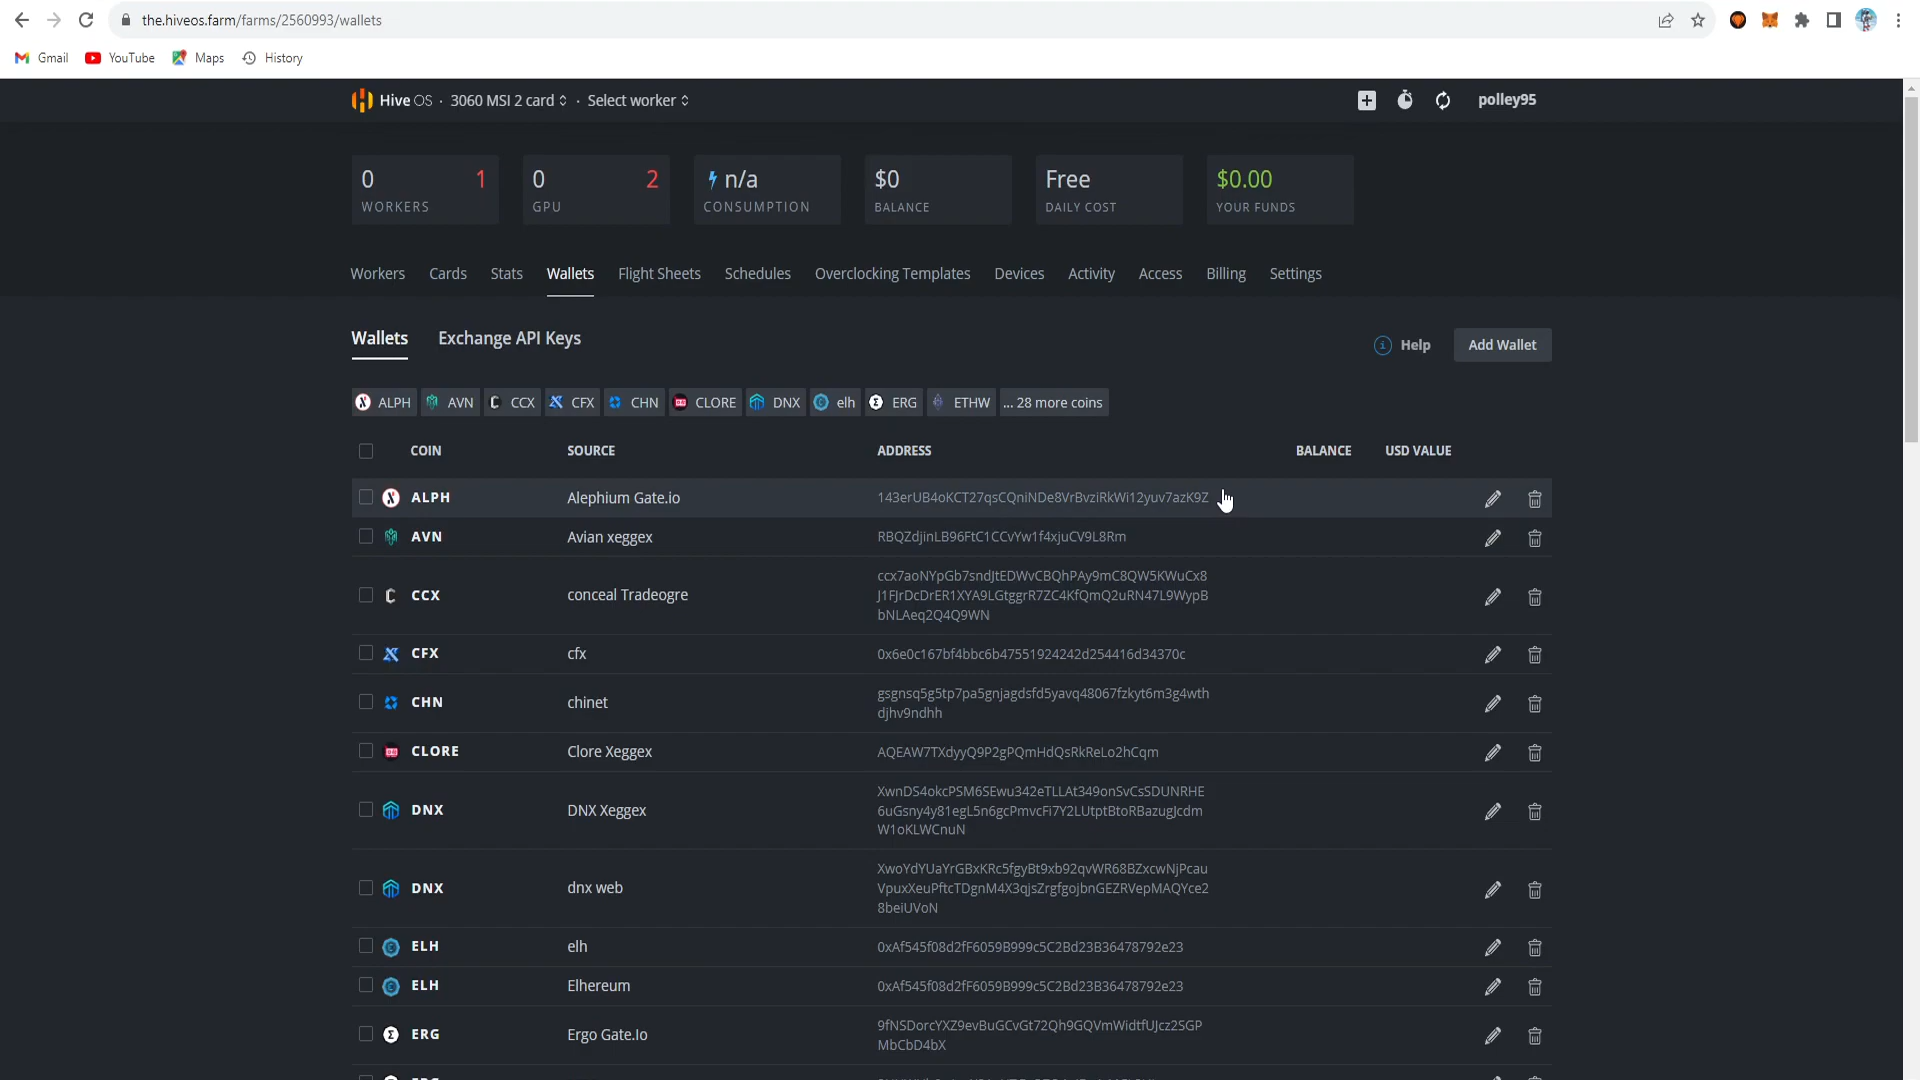 the.hiveos.farm/farms/2560993/wallets
Gmail YouTube Maps History
Hive OS · 3060 MSI 2 card · Select worker polley95
0 1 0 2 n/a $0 Free $0.00
WORKERS GPU CONSUMPTION BALANCE DAILY COST YOUR FUNDS
Workers Cards Stats Wallets Flight Sheets Schedules Overclocking Templates Devices Activity Access Billing Settings
Wallets Exchange API Keys Help Add Wallet
ALPH AVN CCX CFX CHN CLORE DNX elh ERG ETHW ... 28 more coins
COIN SOURCE ADDRESS BALANCE USD VALUE
ALPH Alephium Gate.io 143erUB4oKCT27qsCQniNDe8VrBvziRkWi12yuv7azK9Z
AVN Avian xeggex RBQZdjinLB96FtC1CCvYw1f4xjuCV9L8Rm
ccx7aoNYpGb7sndJtEDWvCBQhPAy9mC8QW5KWuCx8
CCX conceal Tradeogre J1FJrDcDrER1XYA9LGtggrR7ZC4KfQmQ2uRN47L9WypB
bNLAeq2Q4Q9WN
CFX cfx 0x6e0c167bf4bbc6b47551924242d254416d34370c
gsgnsq5g5tp7pa5gnjagdsfd5yavq48067fzkyt6m3g4wth
CHN chinet
djhv9ndhh
CLORE Clore Xeggex AQEAW7TXdyyQ9P2gPQmHdQsRkReLo2hCqm
XwnDS4okcPSM6SEwu342eTLLAt349onSvCsSDUNRHE
DNX DNX Xeggex 6uGsny4y81egL5n6gcPmvcFi7Y2LUtptBtoRBazugJcdm
W1oKLWCnuN
XwoYdYUaYrGBxKRc5fgyBt9xb92qvWR68BZxcwNjPcau
DNX dnx web VpuxXeuPftcTDgnM4X3qjsZrgfgojbnGEZRVepMAQYce2
8beiUVoN
ELH elh 0xAf545f08d2fF6059B999c5C2Bd23B36478792e23
ELH Elhereum 0xAf545f08d2fF6059B999c5C2Bd23B36478792e23
9fNSDorcYXZ9evBuGCvGt72Qh9GQVmWidtfUJcz2SGP
ERG Ergo Gate.Io
MbCbD4bX